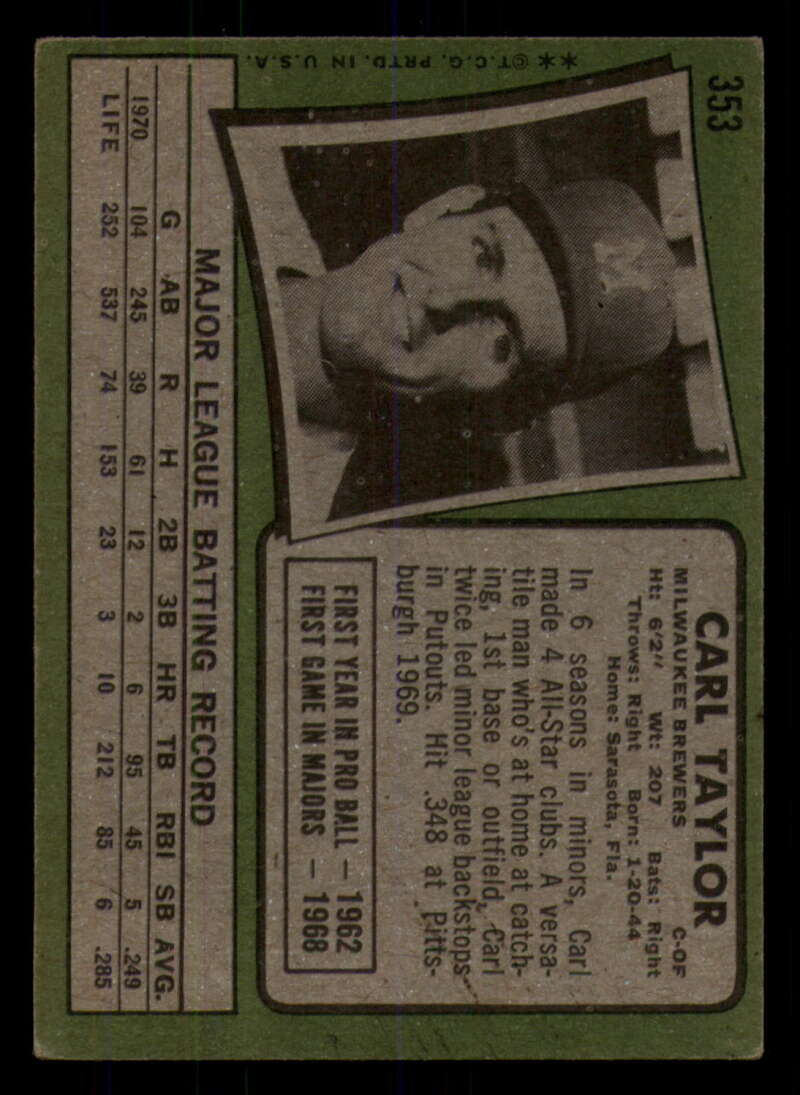 353
**©T.C.G. PRTD. IN U.S.A.
CARL TAYLOR
MILWAUKEE BREWERS C-OF
Ht: 6'2" Wt: 207 Bats: Right
Throws: Right Born: 1-20-44
Home: Sarasota, Fla.
In 6 seasons in minors, Carl
made 4 All-Star clubs. A versa-
tile man who's at home at catch-
ing, 1st base or outfield, Carl
twice led minor league backstops
in Putouts. Hit .348 at Pitts-
burgh 1969.
FIRST YEAR IN PRO BALL — 1962
FIRST GAME IN MAJORS — 1968
MAJOR LEAGUE BATTING RECORD
G AB R H 2B 3B HR TB RBI SB AVG.
1970 104 245 39 61 12 2 6 95 45 5 .249
LIFE 252 537 74 153 23 3 10 212 85 6 .285